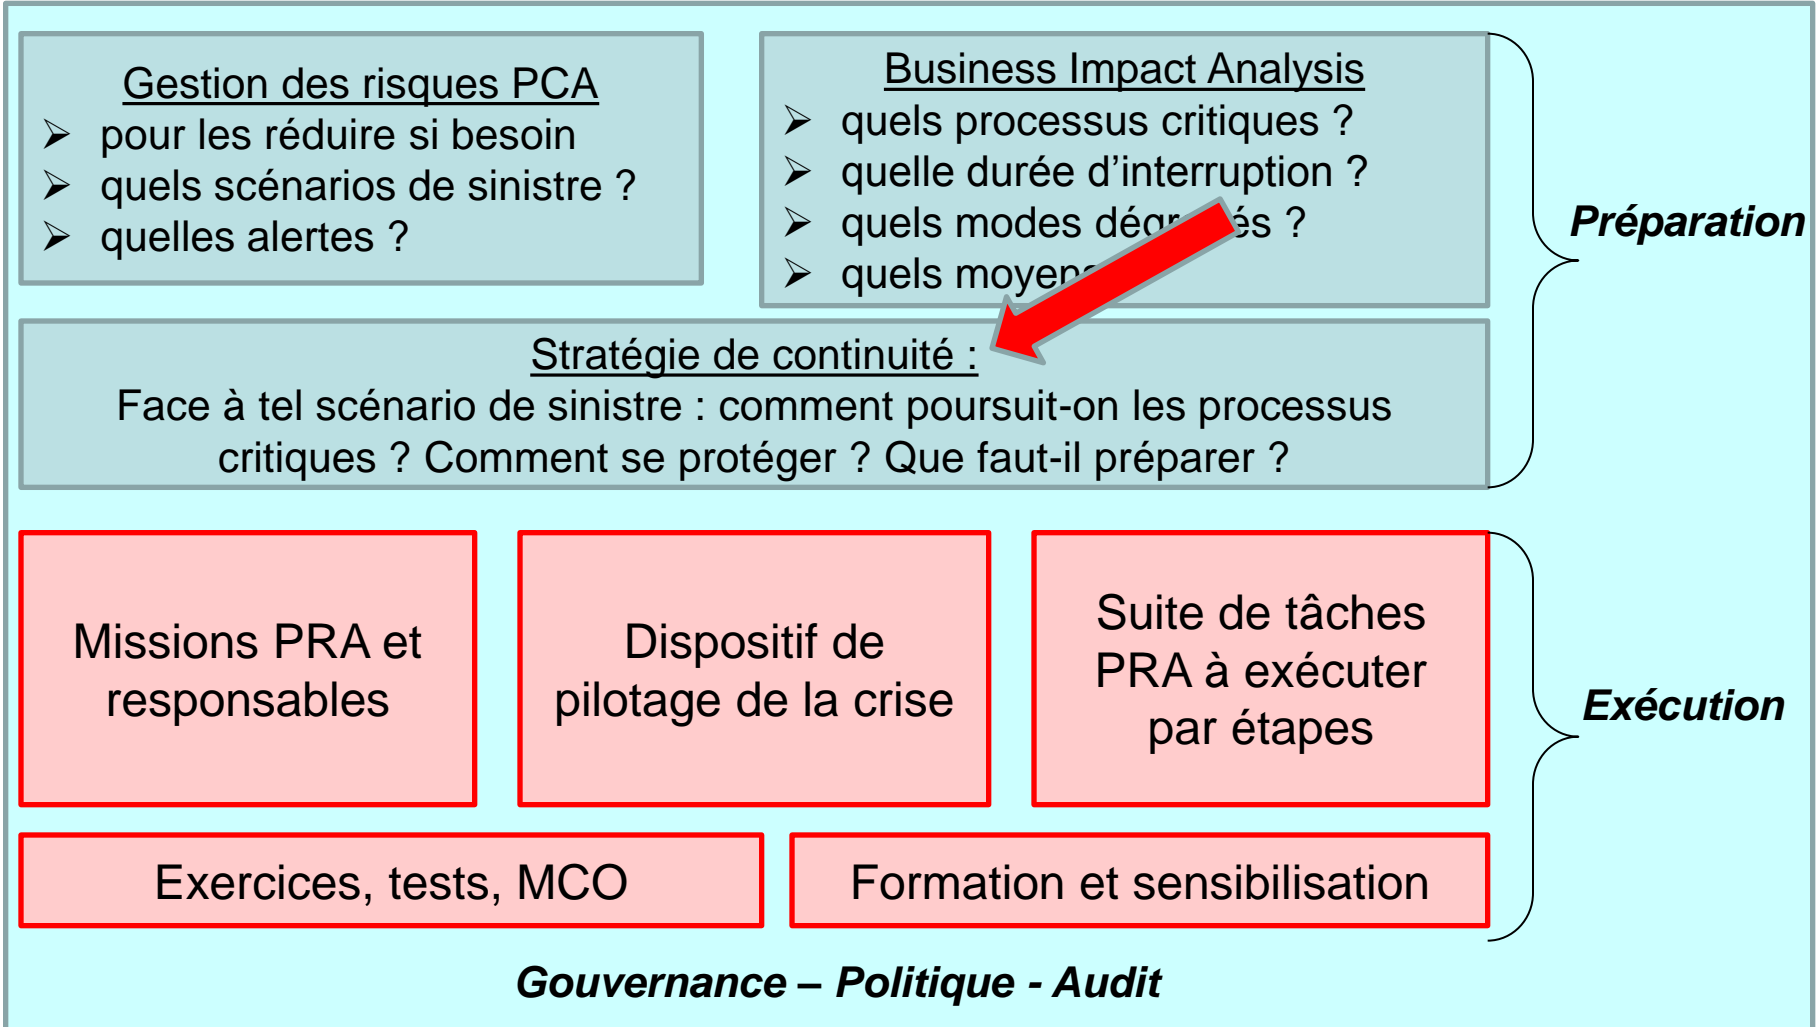 Gestion des risques PCA
➢ pour les réduire si besoin
➢ quels scénarios de sinistre ?
➢ quelles alertes ?
Business Impact Analysis
➢ quels processus critiques ?
➢ quelle durée d’interruption ?
➢ quels modes ?
➢ quels
Préparation
Stratégie de continuité :
Face à tel scénario de sinistre : comment poursuit-on les processus
critiques ? Comment se protéger ? Que faut-il préparer ?
Missions PRA et
responsables
Dispositif de
pilotage de la crise
Suite de tâches
PRA à exécuter
par étapes
Exécution
Exercices, tests, MCO
Formation et sensibilisation
Gouvernance – Politique - Audit